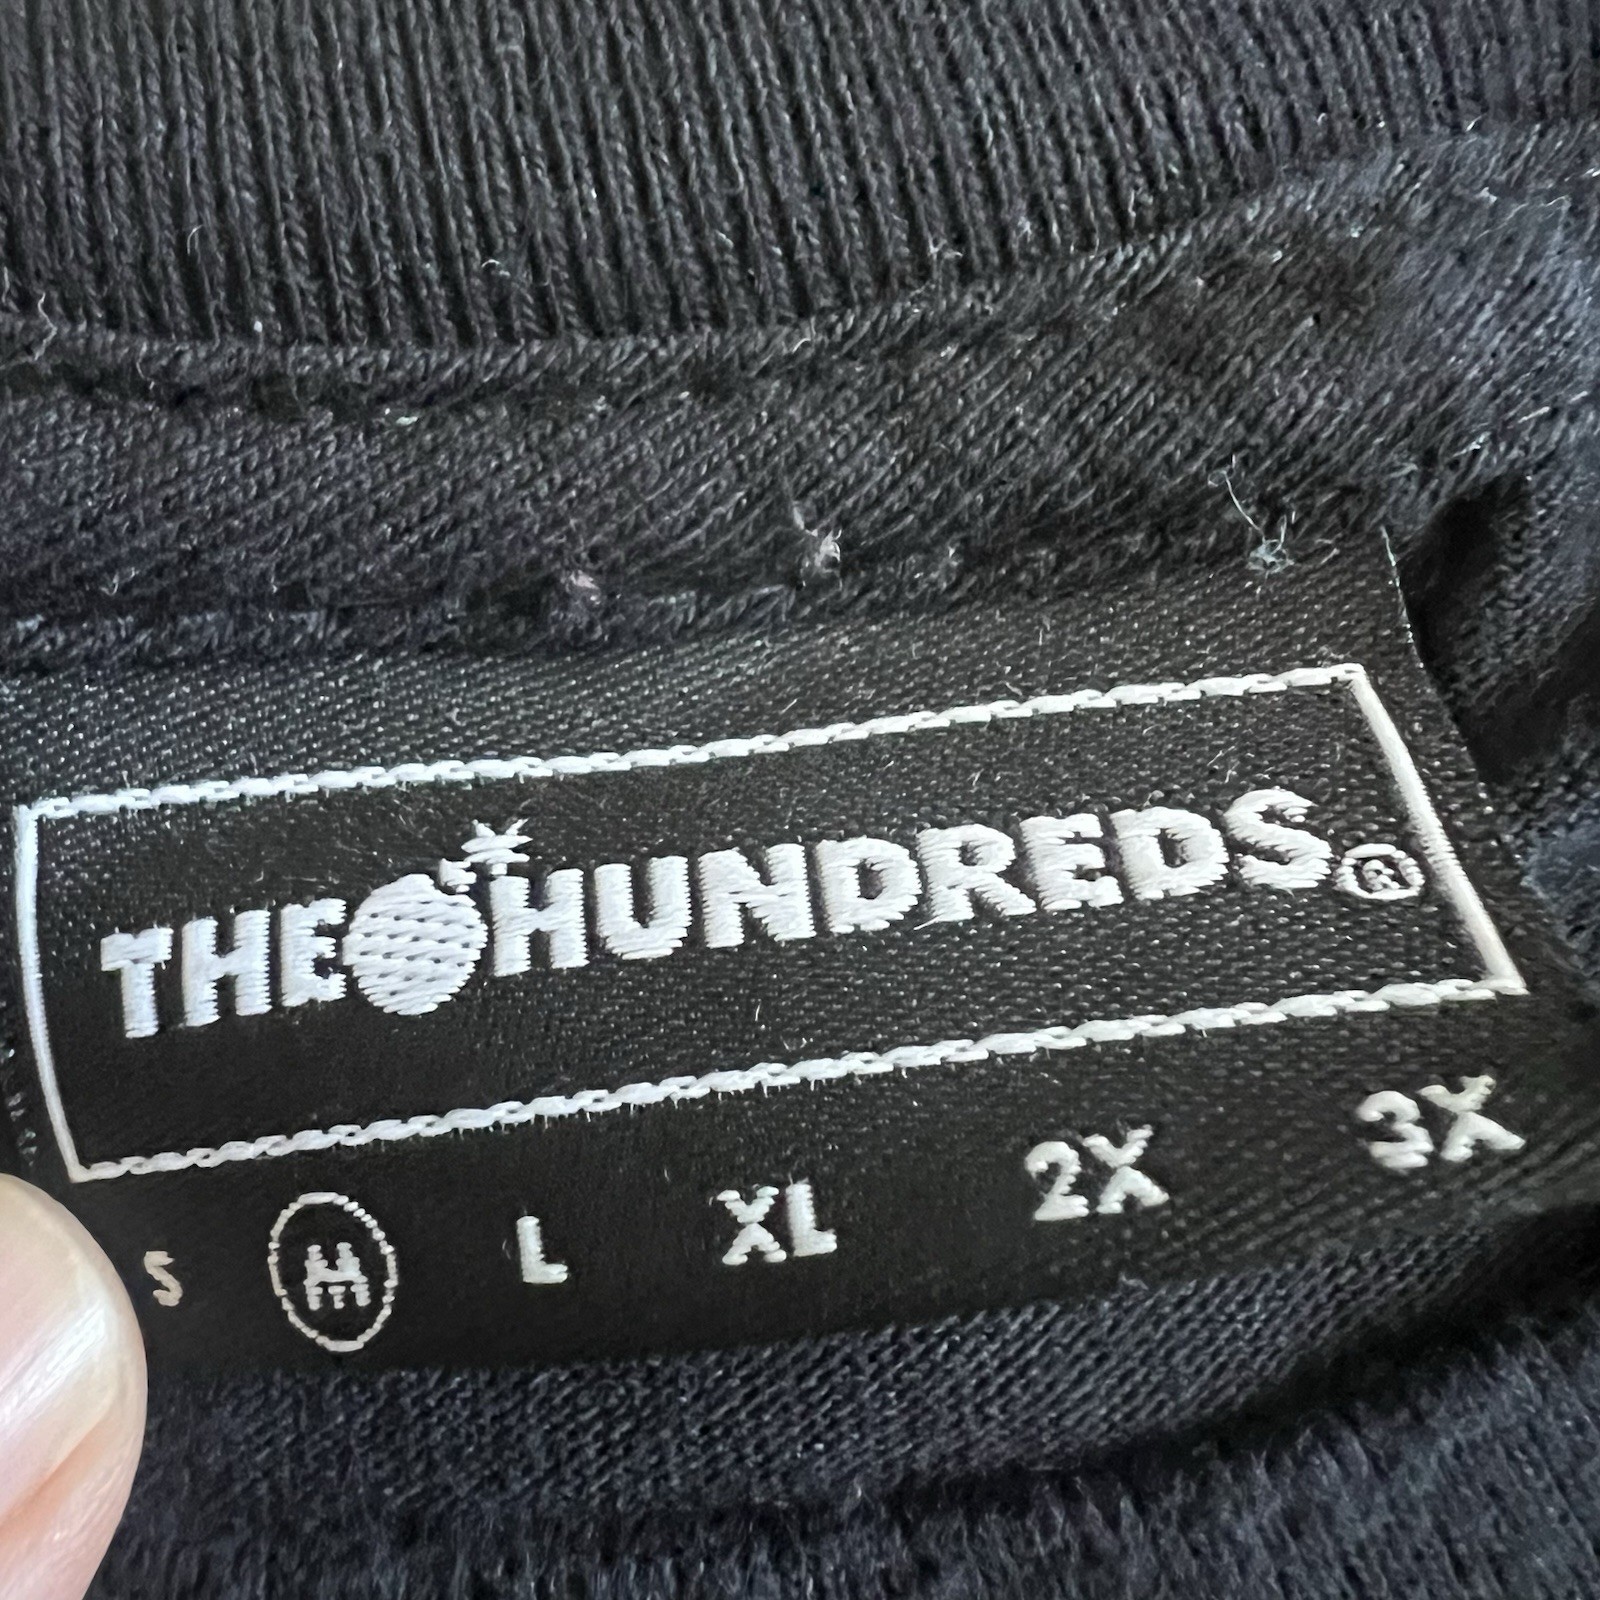 THE HUNDREDS®
S M L XL 2X 3X